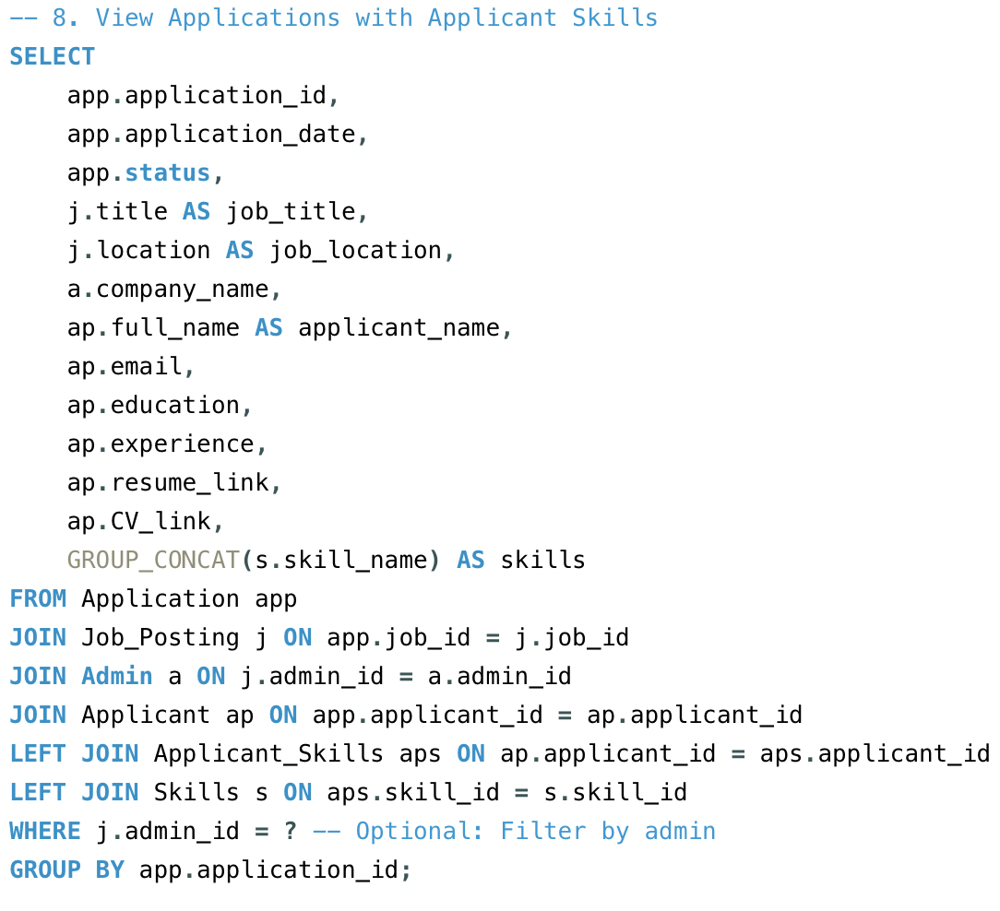 -- 8. View Applications with Applicant Skills
SELECT
    app.application_id,
    app.application_date,
    app.status,
    j.title AS job_title,
    j.location AS job_location,
    a.company_name,
    ap.full_name AS applicant_name,
    ap.email,
    ap.education,
    ap.experience,
    ap.resume_link,
    ap.CV_link,
    GROUP_CONCAT(s.skill_name) AS skills
FROM Application app
JOIN Job_Posting j ON app.job_id = j.job_id
JOIN Admin a ON j.admin_id = a.admin_id
JOIN Applicant ap ON app.applicant_id = ap.applicant_id
LEFT JOIN Applicant_Skills aps ON ap.applicant_id = aps.applicant_id
LEFT JOIN Skills s ON aps.skill_id = s.skill_id
WHERE j.admin_id = ? -- Optional: Filter by admin
GROUP BY app.application_id;